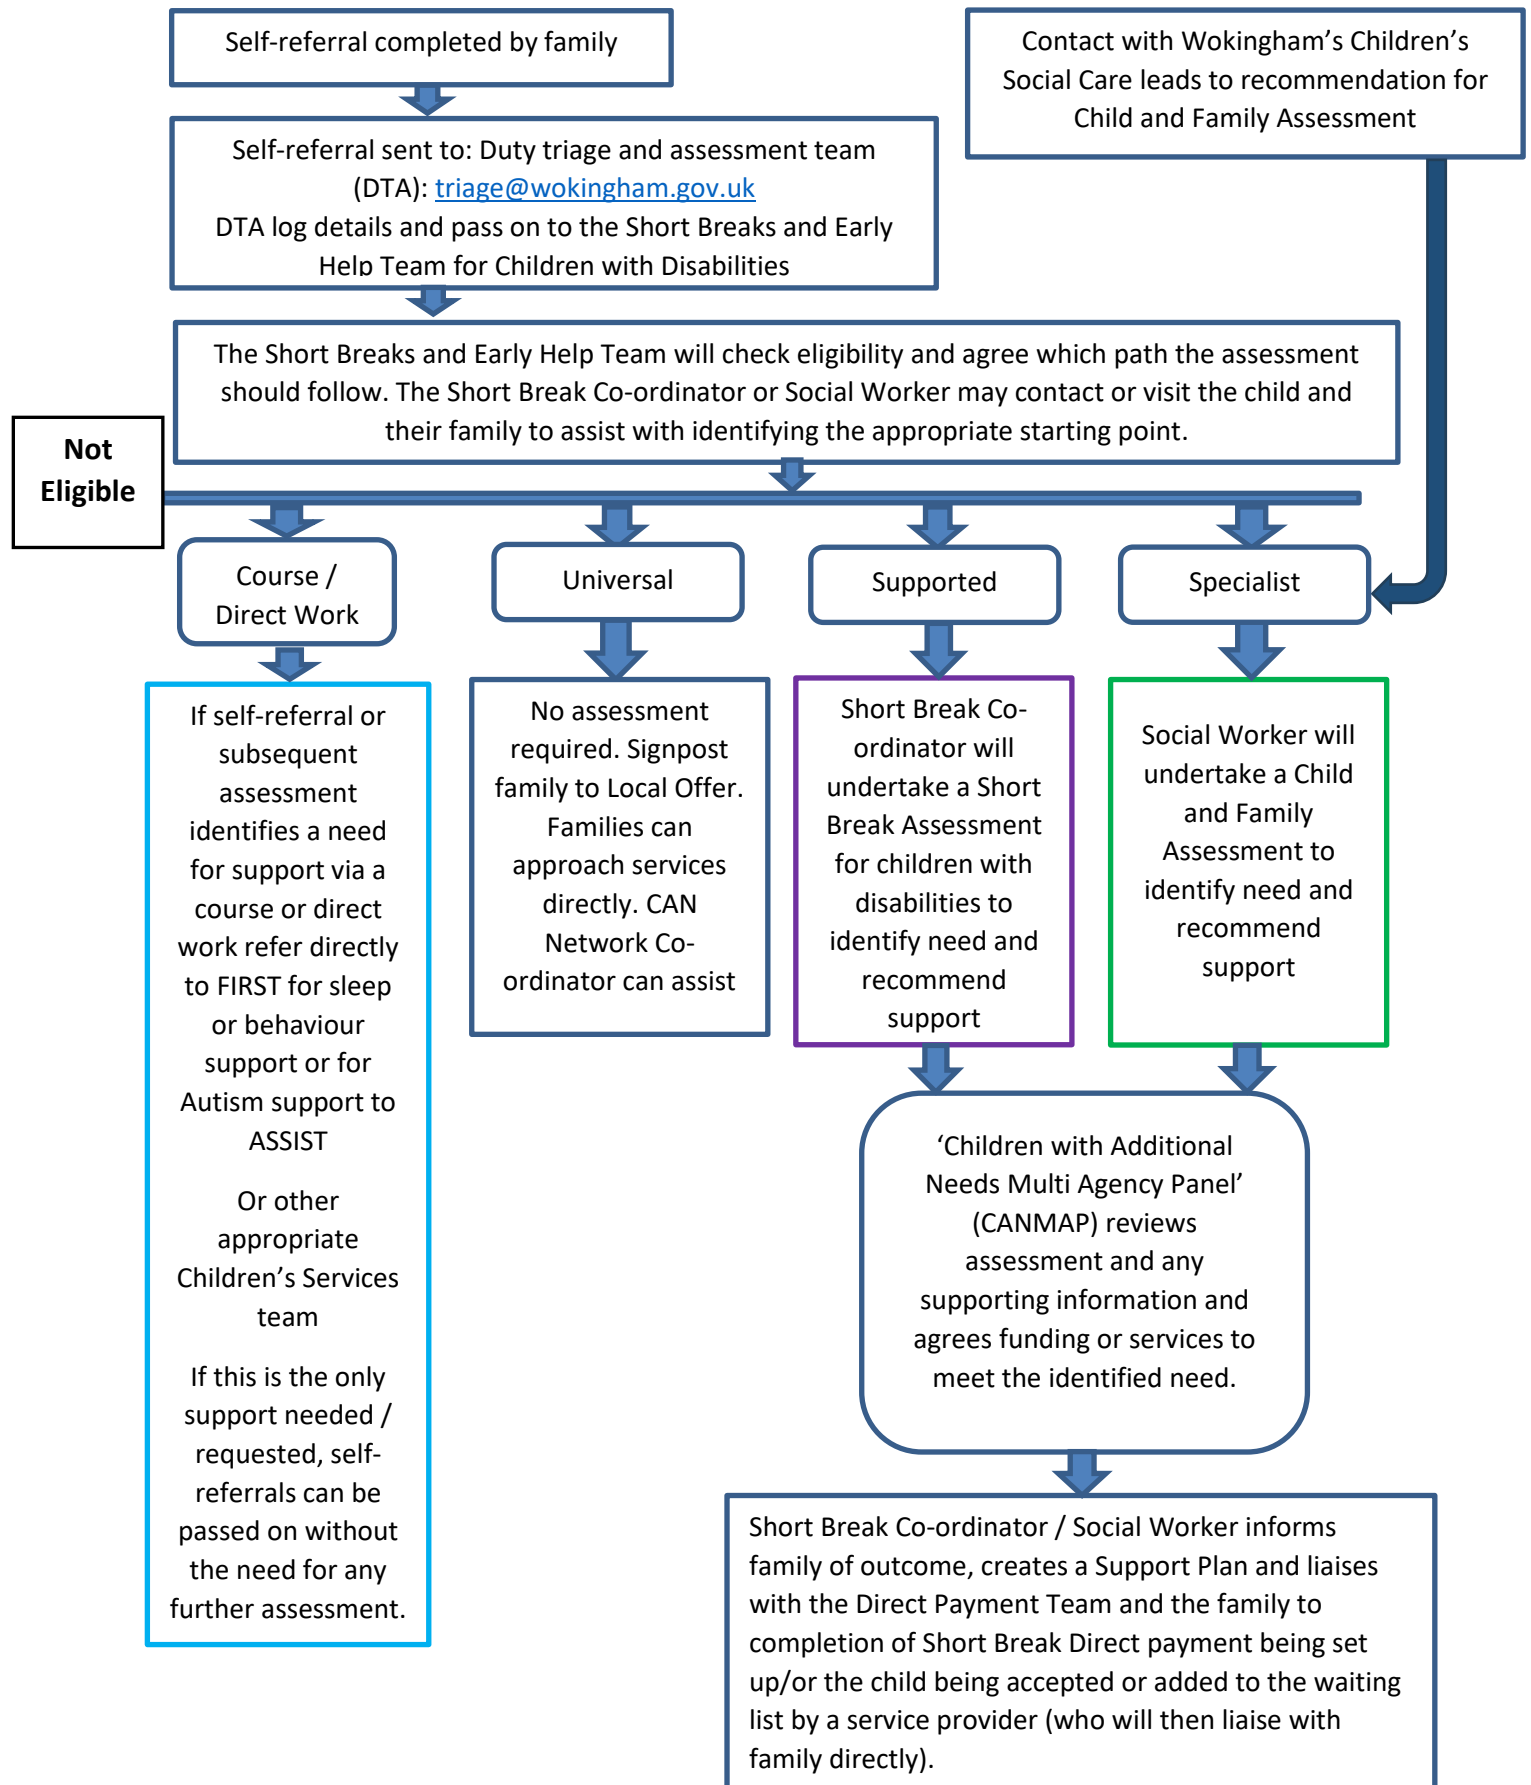 Self-referral completed by family
Contact with Wokingham’s Children’s
Social Care leads to recommendation for
Child and Family Assessment
Self-referral sent to: Duty triage and assessment team
(DTA): triage@wokingham.gov.uk
DTA log details and pass on to the Short Breaks and Early
Help Team for Children with Disabilities
The Short Breaks and Early Help Team will check eligibility and agree which path the assessment
should follow. The Short Break Co-ordinator or Social Worker may contact or visit the child and
their family to assist with identifying the appropriate starting point.
Not
Eligible
Course /
Direct Work
Universal
Supported
Specialist
If self-referral or
subsequent
assessment
identifies a need
for support via a
course or direct
work refer directly
to FIRST for sleep
or behaviour
support or for
Autism support to
ASSIST
Or other
appropriate
Children’s Services
team
If this is the only
support needed /
requested, self-
referrals can be
passed on without
the need for any
further assessment.
No assessment
required. Signpost
family to Local Offer.
Families can
approach services
directly. CAN
Network Co-
ordinator can assist
Short Break Co-
ordinator will
undertake a Short
Break Assessment
for children with
disabilities to
identify need and
recommend
support
Social Worker will
undertake a Child
and Family
Assessment to
identify need and
recommend
support
‘Children with Additional
Needs Multi Agency Panel’
(CANMAP) reviews
assessment and any
supporting information and
agrees funding or services to
meet the identified need.
Short Break Co-ordinator / Social Worker informs
family of outcome, creates a Support Plan and liaises
with the Direct Payment Team and the family to
completion of Short Break Direct payment being set
up/or the child being accepted or added to the waiting
list by a service provider (who will then liaise with
family directly).